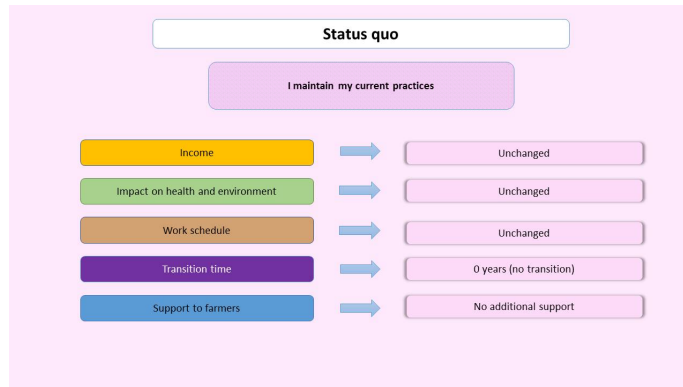 Status quo
I maintain my current practices
Income
Unchanged
Impact on health and environment
Unchanged
Work schedule
Unchanged
Transition time
0 years (no transition)
Support to farmers
No additional support